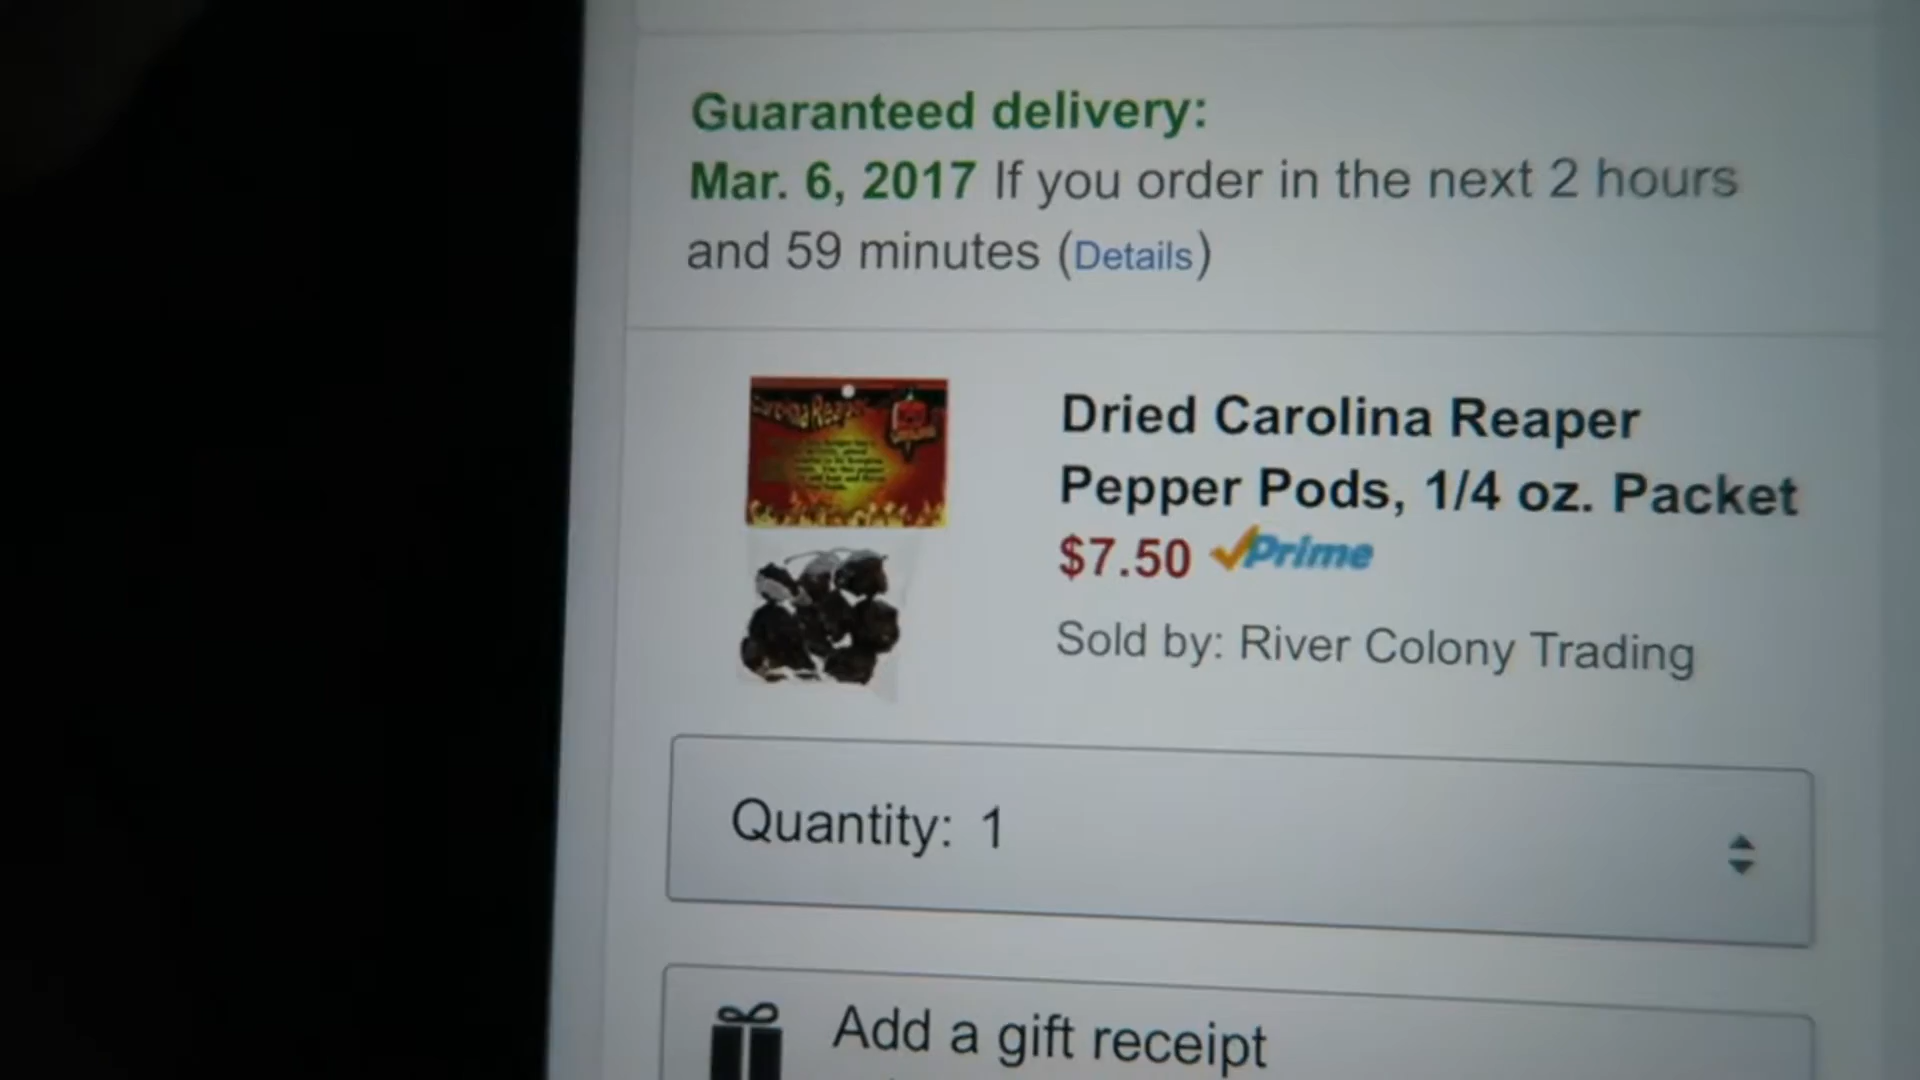 Guaranteed delivery:
Mar. 6, 2017 If you order in the next 2 hours
and 59 minutes (Details)
Carolina Reaper
Dried Carolina Reaper
Pepper Pods, 1/4 oz. Packet
$7.50 Prime
Sold by: River Colony Trading
Quantity: 1
Add a gift receipt